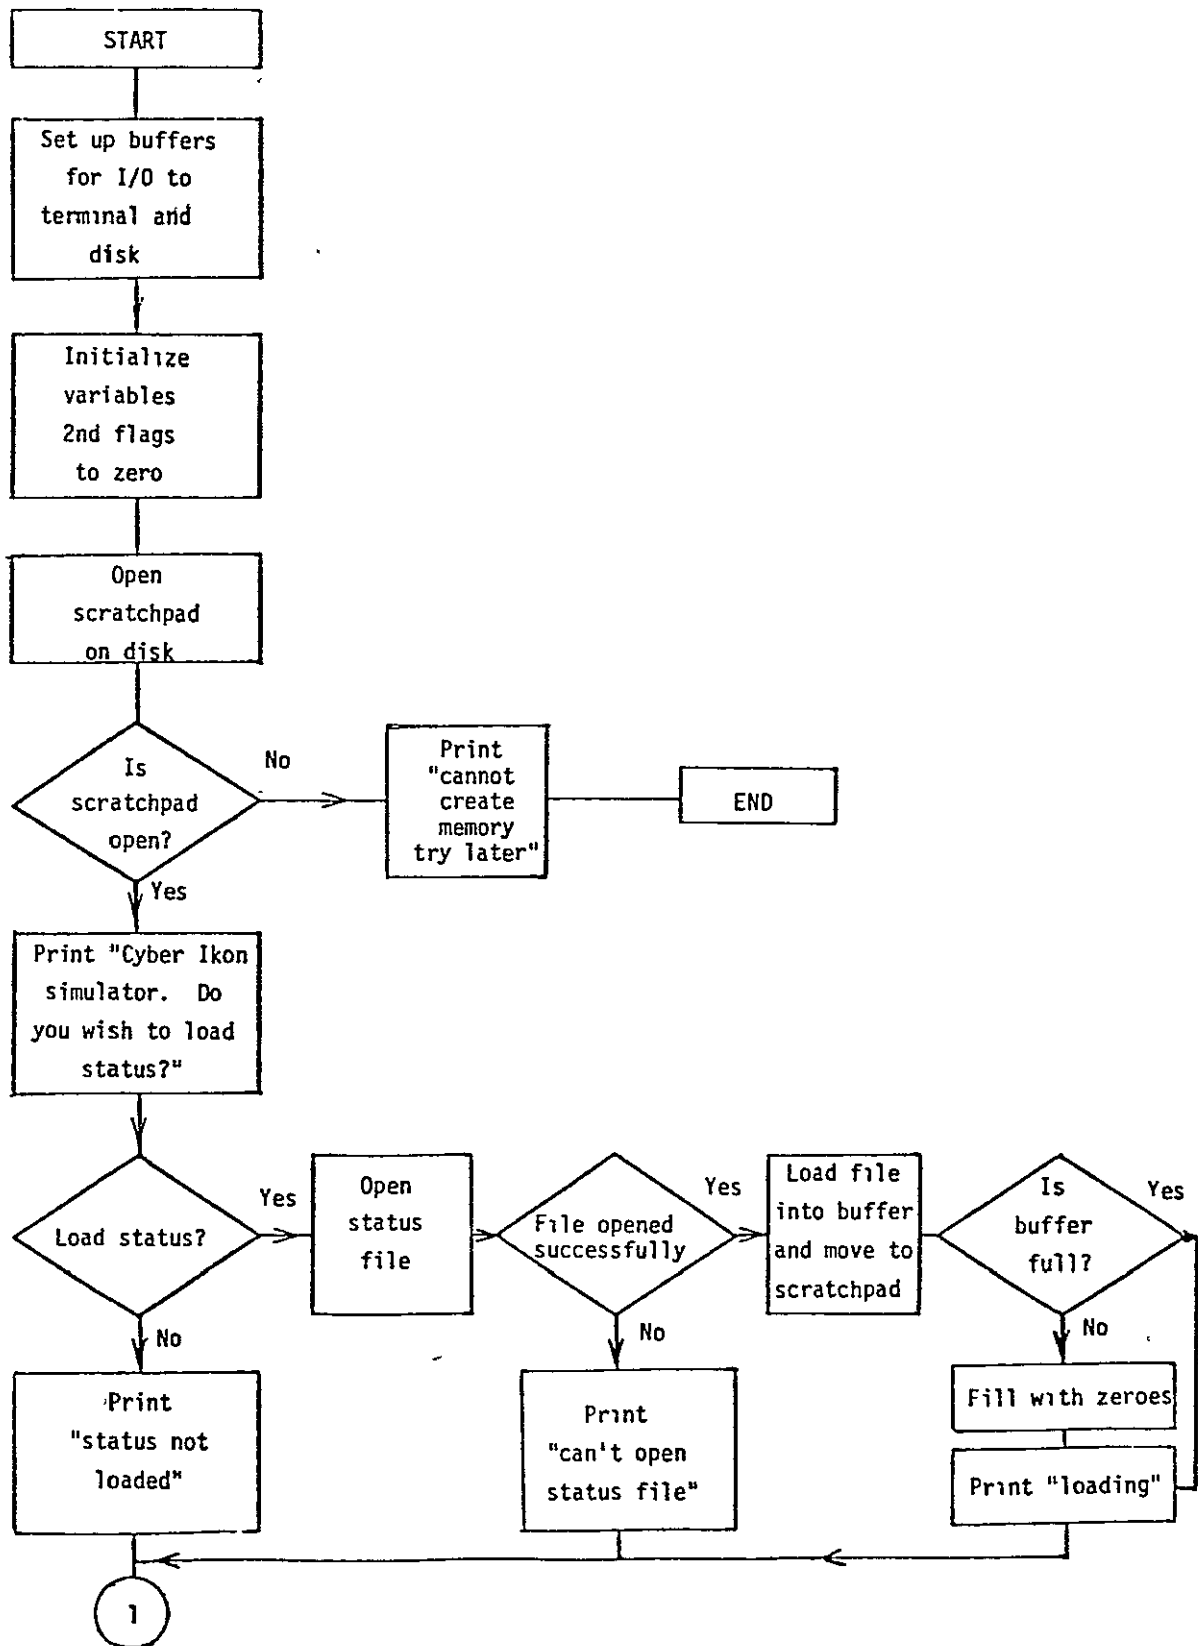 START
Set up buffers
for I/O to
terminal and
disk
Initialize
variables
2nd flags
to zero
Open
scratchpad
on disk
Is
scratchpad
open?
No
Print
"cannot
create
memory
try later"
END
Yes
Print "Cyber Ikon
simulator. Do
you wish to load
status?"
Load status?
Yes
Open
status
file
File opened
successfully
Yes
Load file
into buffer
and move to
scratchpad
Is
buffer
full?
Yes
No
Print
"status not
loaded"
No
Print
"can't open
status file"
No
Fill with zeroes
Print "loading"
1